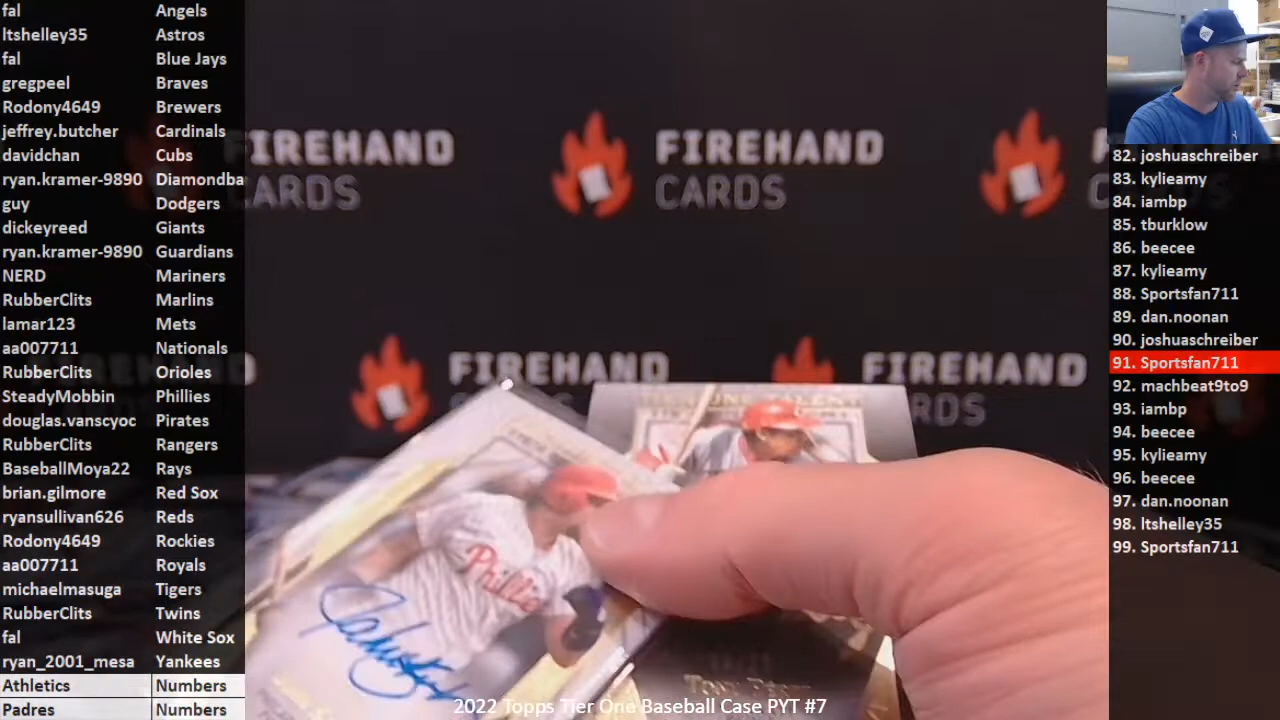 fal Angels
ltshelley35 Astros
fal Blue Jays
gregpeel Braves
Rodony4649 Brewers
jeffrey.butcher Cardinals
davidchan Cubs
ryan.kramer-9890 Diamondba
guy Dodgers
dickeyreed Giants
ryan.kramer-9890 Guardians
NERD Mariners
RubberClits Marlins
lamar123 Mets
aa007711 Nationals
RubberClits Orioles
SteadyMobbin Phillies
douglas.vanscyoc Pirates
RubberClits Rangers
BaseballMoya22 Rays
brian.gilmore Red Sox
ryansullivan626 Reds
Rodony4649 Rockies
aa007711 Royals
michaelmasuga Tigers
RubberClits Twins
fal White Sox
ryan_2001_mesa Yankees
Athletics Numbers
Padres Numbers
FIREHAND
CARDS
FIREHAND
CARDS
FIREHAND
FIREHAND
CARDS
Phillie
2022 Topps Tier One Baseball Case PYT #7
82. joshuaschreiber
83. kylieamy
84. iambp
85. tburklow
86. beecee
87. kylieamy
88. Sportsfan711
89. dan.noonan
90. joshuaschreiber
91. Sportsfan711
92. machbeat9to9
93. iambp
94. beecee
95. kylieamy
96. beecee
97. dan.noonan
98. ltshelley35
99. Sportsfan711